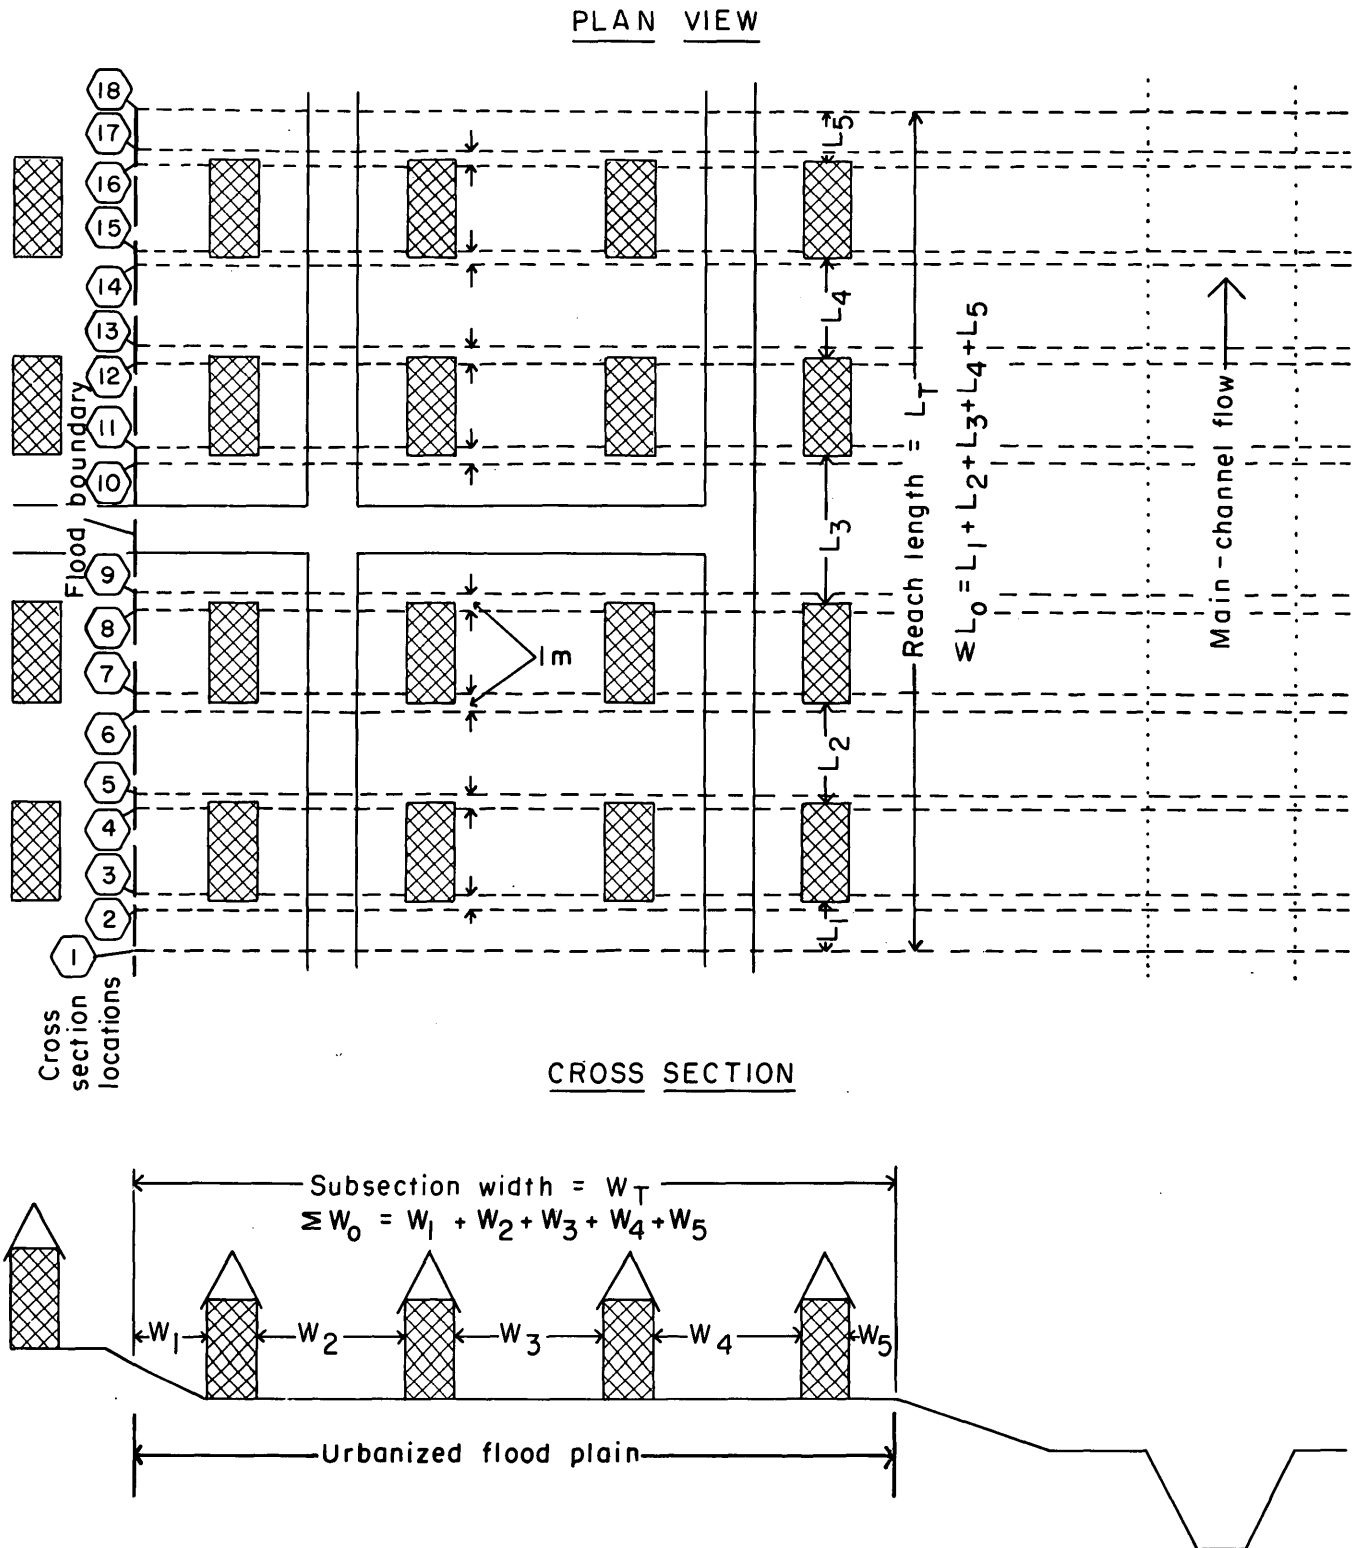 PLAN VIEW
18
17
16
15
14
13
12
11
10
9
8
7
6
5
4
3
2
1
Flood boundary
Cross
section
locations
1m
L5
L4
L3
L2
L1
Reach length = LT
ΣLo = L1 + L2 + L3 + L4 + L5
Main-channel flow
CROSS SECTION
Subsection width = WT
ΣWo = W1 + W2 + W3 + W4 + W5
W1 W2 W3 W4 W5
Urbanized flood plain